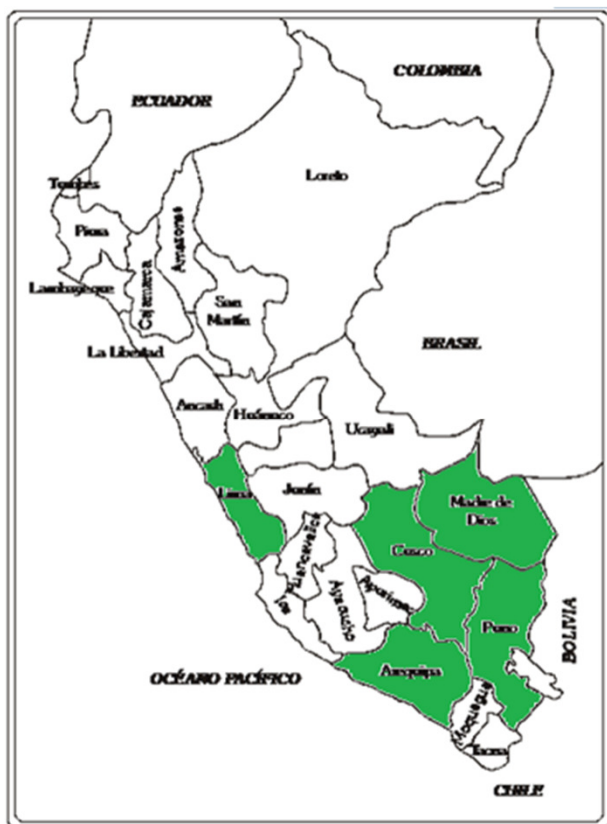 COLOMBIA
ECUADOR
Loreto
Tumbes
Piura
Amazonas
Lambayeque
Cajamarca
San
Martín
La Libertad
BRASIL
Ancash
Huánuco
Ucayali
Lima
Junín
Madre de
Dios
Cusco
Huancavelica
Ica
Ayacucho
Apurímac
Puno
BOLIVIA
Arequipa
OCÉANO PACÍFICO
Moquegua
Tacna
CHILE